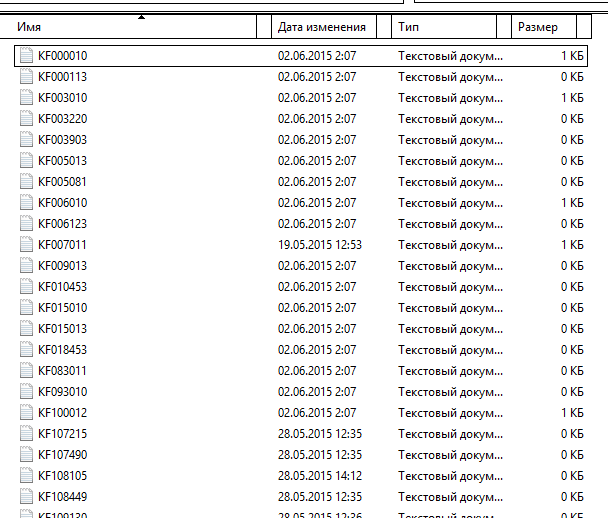 Имя Дата изменения Тип Размер
KF000010 02.06.2015 2:07 Текстовый докум... 1 КБ
KF000113 02.06.2015 2:07 Текстовый докум... 0 КБ
KF003010 02.06.2015 2:07 Текстовый докум... 1 КБ
KF003220 02.06.2015 2:07 Текстовый докум... 0 КБ
KF003903 02.06.2015 2:07 Текстовый докум... 0 КБ
KF005013 02.06.2015 2:07 Текстовый докум... 0 КБ
KF005081 02.06.2015 2:07 Текстовый докум... 0 КБ
KF006010 02.06.2015 2:07 Текстовый докум... 1 КБ
KF006123 02.06.2015 2:07 Текстовый докум... 0 КБ
KF007011 19.05.2015 12:53 Текстовый докум... 1 КБ
KF009013 02.06.2015 2:07 Текстовый докум... 0 КБ
KF010453 02.06.2015 2:07 Текстовый докум... 0 КБ
KF015010 02.06.2015 2:07 Текстовый докум... 0 КБ
KF015013 02.06.2015 2:07 Текстовый докум... 0 КБ
KF018453 02.06.2015 2:07 Текстовый докум... 0 КБ
KF083011 02.06.2015 2:07 Текстовый докум... 0 КБ
KF093010 02.06.2015 2:07 Текстовый докум... 0 КБ
KF100012 02.06.2015 2:07 Текстовый докум... 1 КБ
KF107215 28.05.2015 12:35 Текстовый докум... 0 КБ
KF107490 28.05.2015 12:35 Текстовый докум... 0 КБ
KF108105 28.05.2015 14:12 Текстовый докум... 0 КБ
KF108449 28.05.2015 12:35 Текстовый докум... 0 КБ
KF109130 28.05.2015 12:36 Текстовый докум... 0 КБ